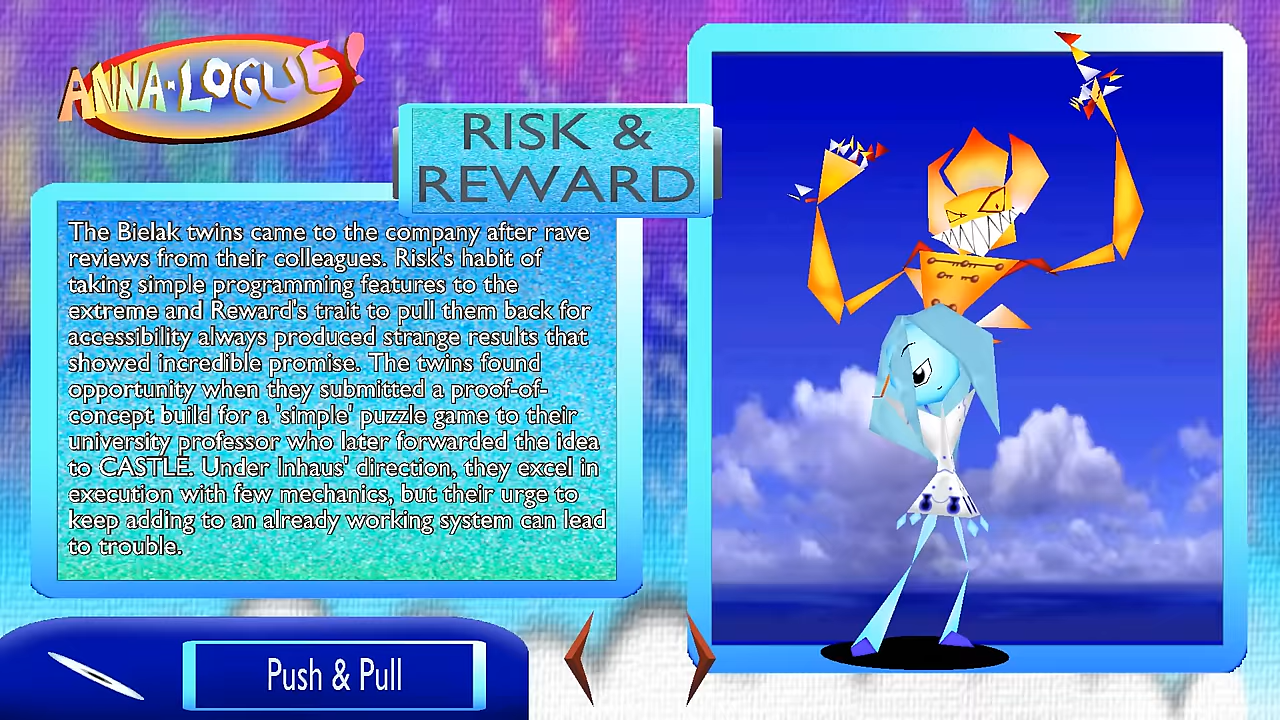 ANNA-LOGUE!
RISK &
REWARD
The Bielak twins came to the company after rave
reviews from their colleagues. Risk's habit of
taking simple programming features to the
extreme and Reward's trait to pull them back for
accessibility always produced strange results that
showed incredible promise. The twins found
opportunity when they submitted a proof-of-
concept build for a 'simple' puzzle game to their
university professor who later forwarded the idea
to CASTLE. Under Inhaus' direction, they excel in
execution with few mechanics, but their urge to
keep adding to an already working system can lead
to trouble.
Push & Pull